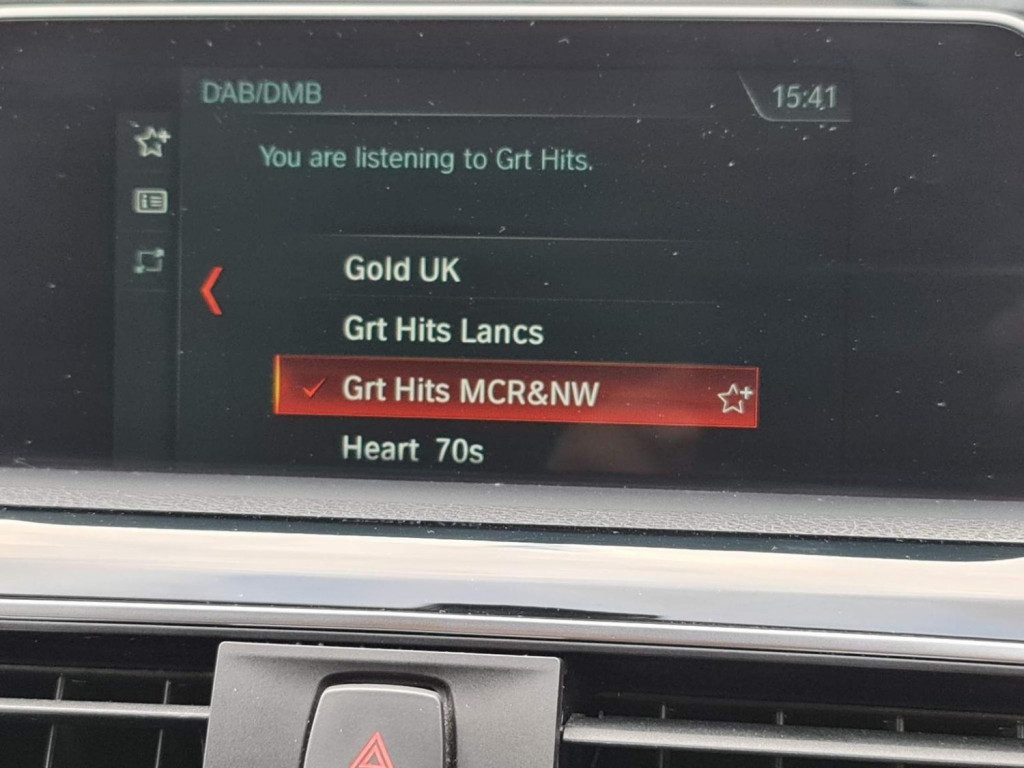 DAB/DMB
15:41
You are listening to Grt Hits.
Gold UK
Grt Hits Lancs
Grt Hits MCR&NW
Heart 70s